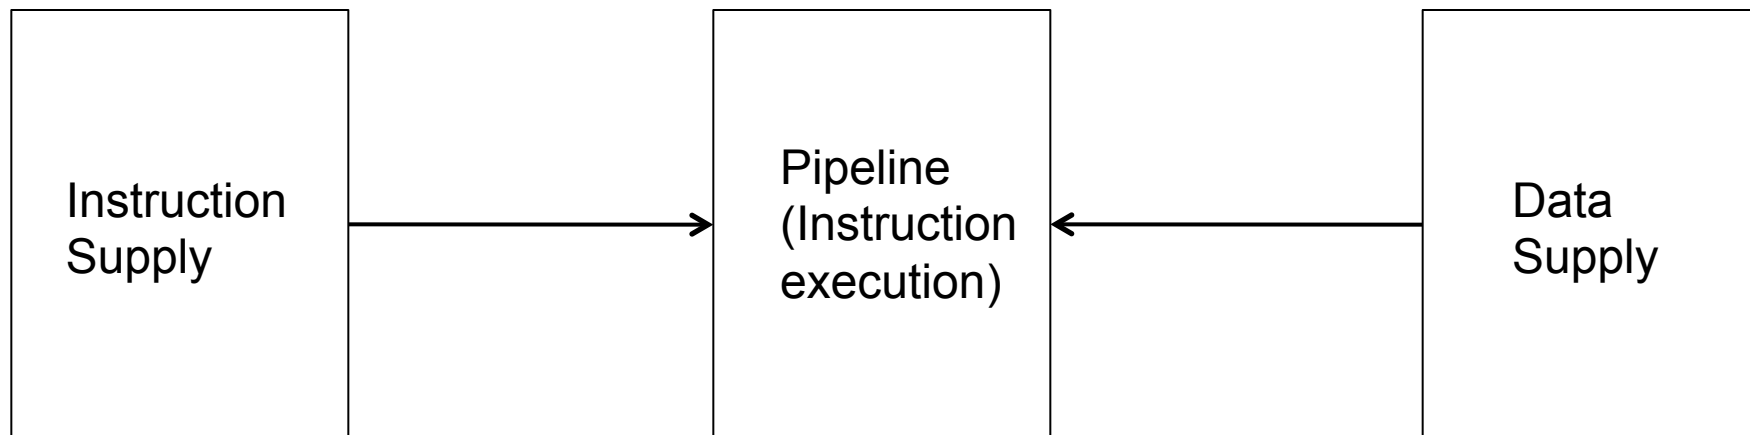 Instruction
Supply
Pipeline
(Instruction
execution)
Data
Supply